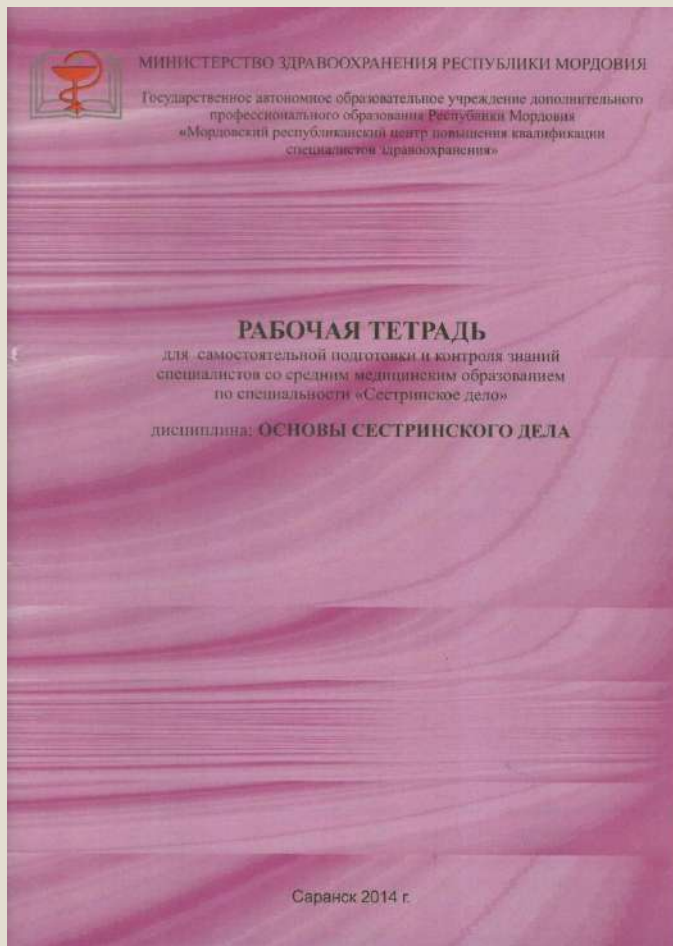 МИНИСТЕРСТВО ЗДРАВООХРАНЕНИЯ РЕСПУБЛИКИ МОРДОВИЯ
Государственное автономное образовательное учреждение дополнительного
профессионального образования Республики Мордовия
«Мордовский республиканский центр повышения квалификации
специалистов здравоохранения»
РАБОЧАЯ ТЕТРАДЬ
для самостоятельной подготовки и контроля знаний
специалистов со средним медицинским образованием
по специальности «Сестринское дело»
дисциплина: ОСНОВЫ СЕСТРИНСКОГО ДЕЛА
Саранск 2014 г.